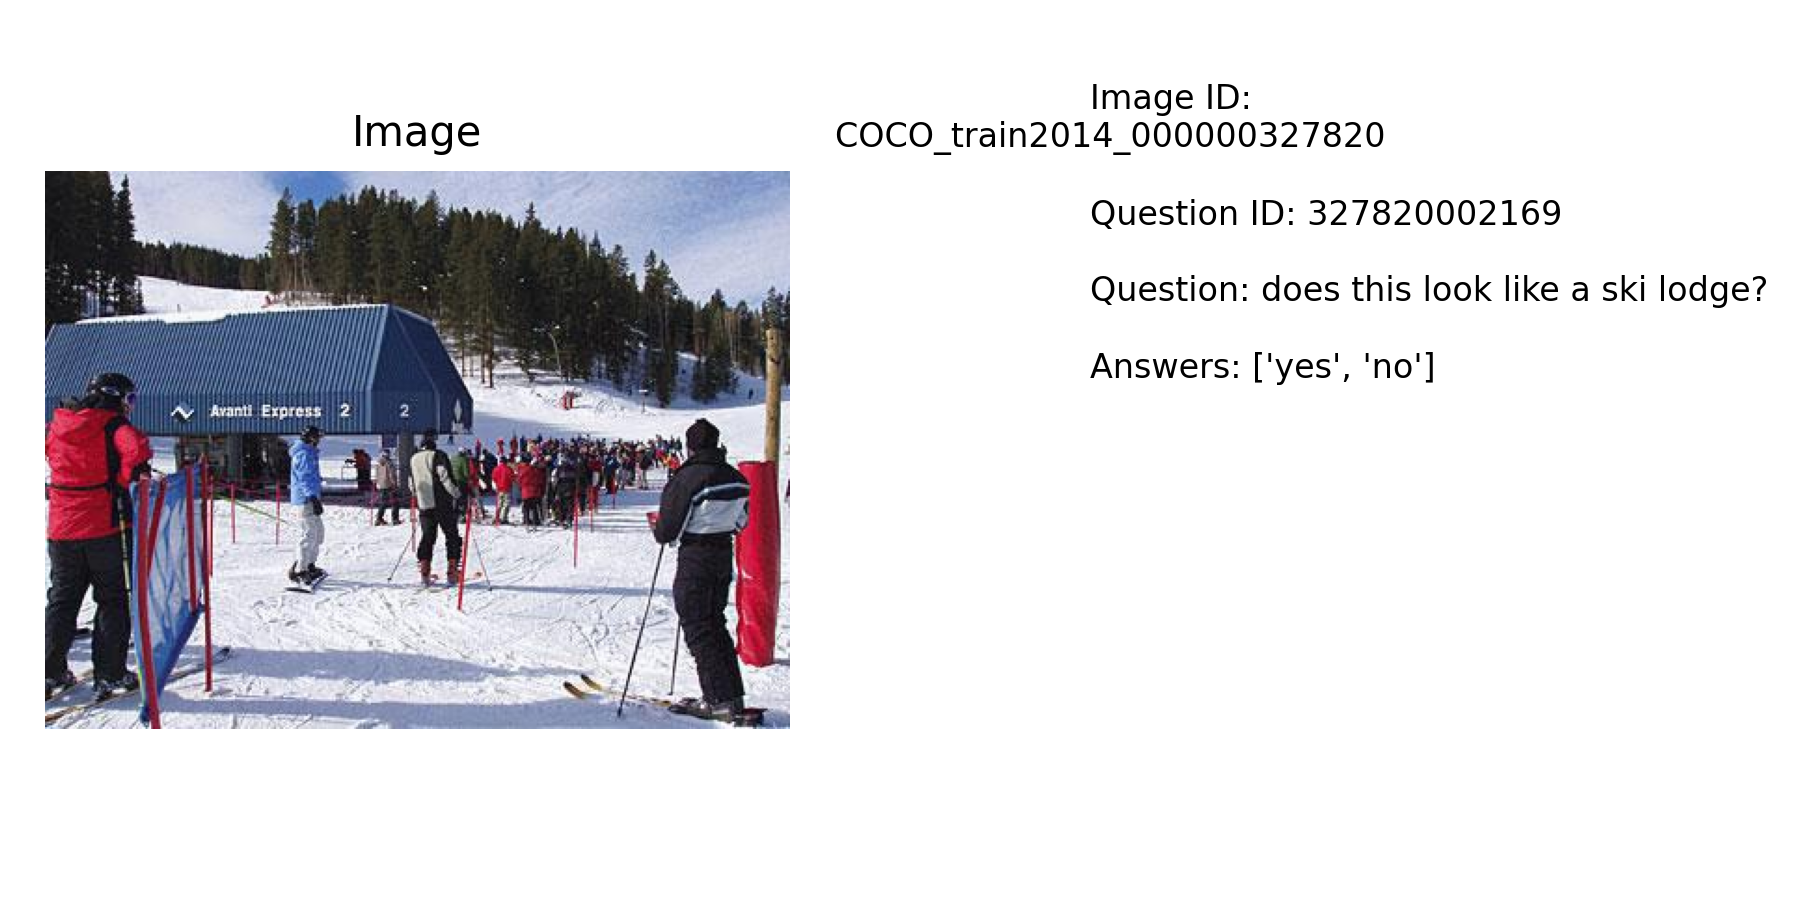 Image
Avanti Express 2
2
Image ID:
COCO_train2014_000000327820
Question ID: 327820002169
Question: does this look like a ski lodge?
Answers: ['yes', 'no']